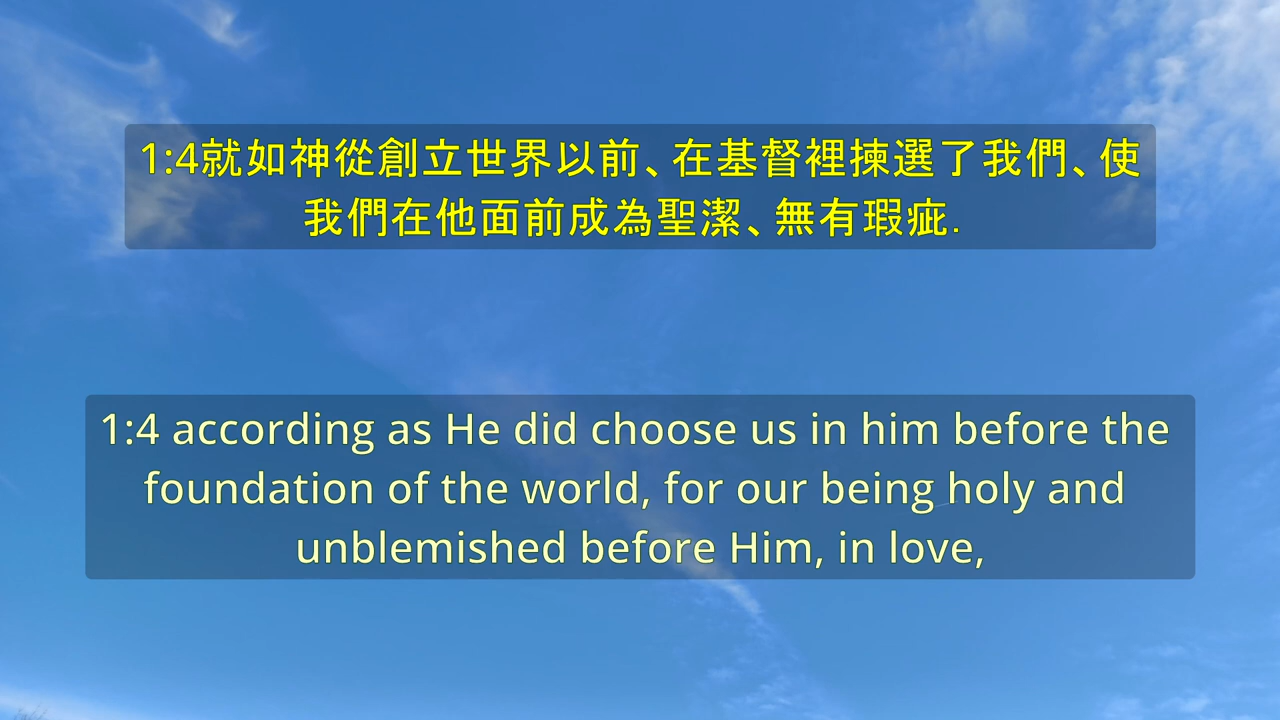 1:4就如神從創立世界以前、在基督裡揀選了我們、使
我們在他面前成為聖潔、無有瑕疵.
1:4 according as He did choose us in him before the
foundation of the world, for our being holy and
unblemished before Him, in love,